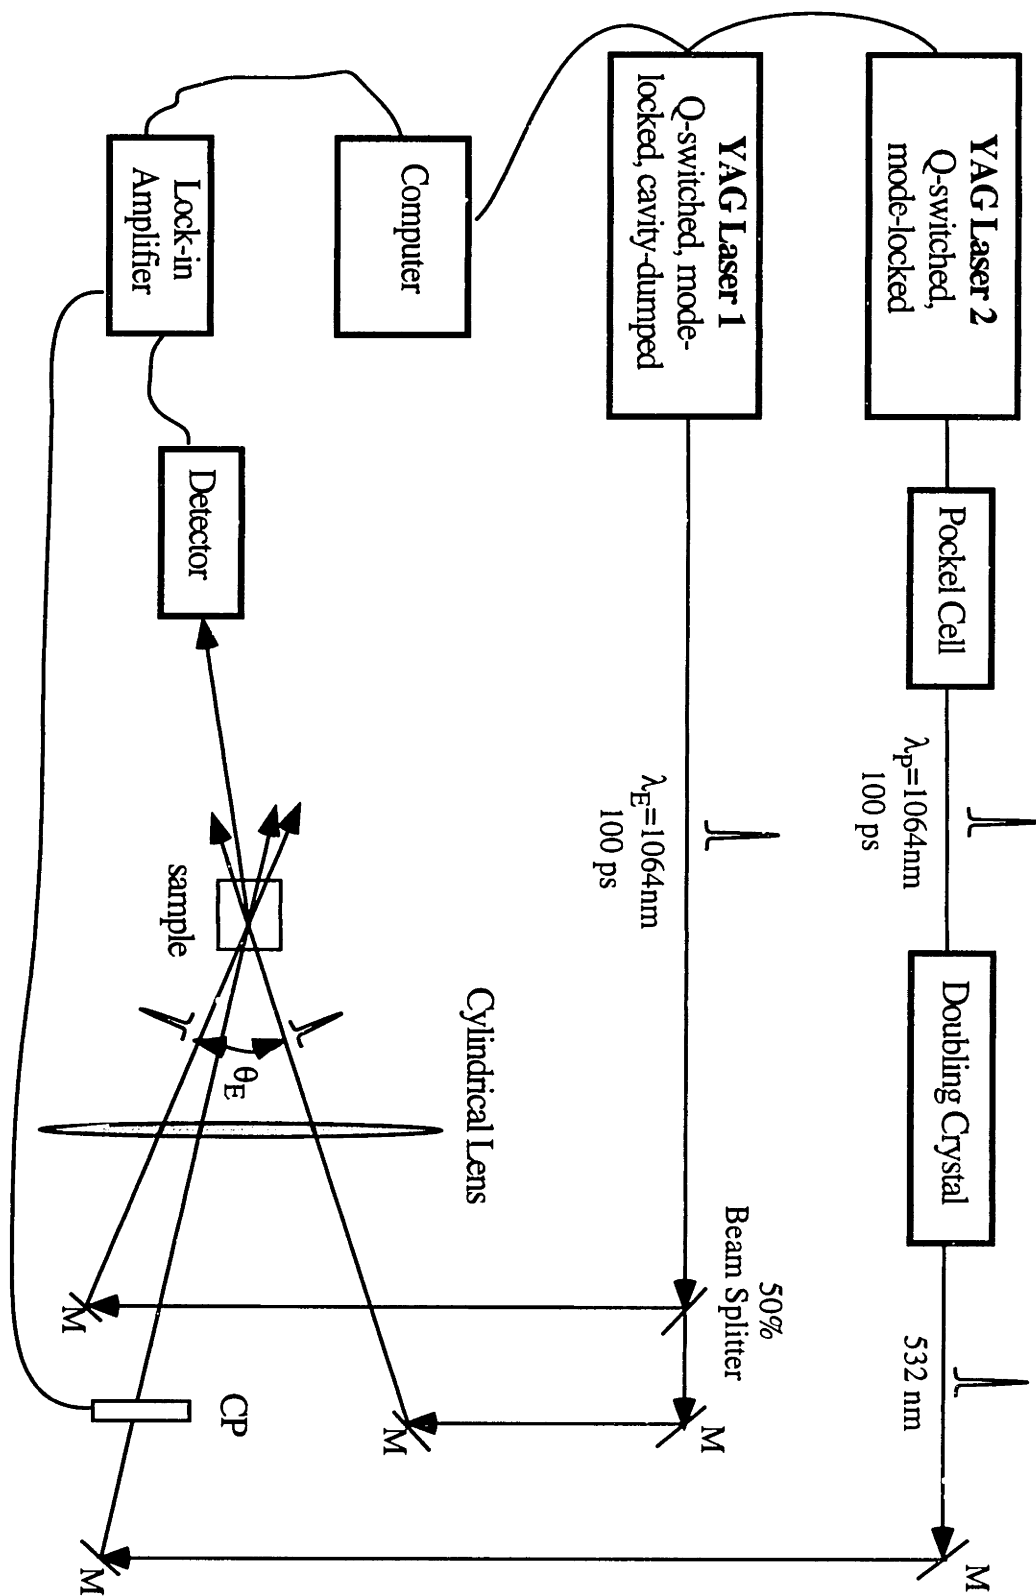 YAG Laser 2
Q-switched,
mode-locked
Pockel Cell
λP=1064nm
100 ps
Doubling Crystal
532 nm
M
YAG Laser 1
Q-switched, mode-
locked, cavity-dumped
λE=1064nm
100 ps
50%
Beam Splitter
M
Computer
Cylindrical Lens
M
Lock-in
Amplifier
Detector
sample
θE
CP
M
M